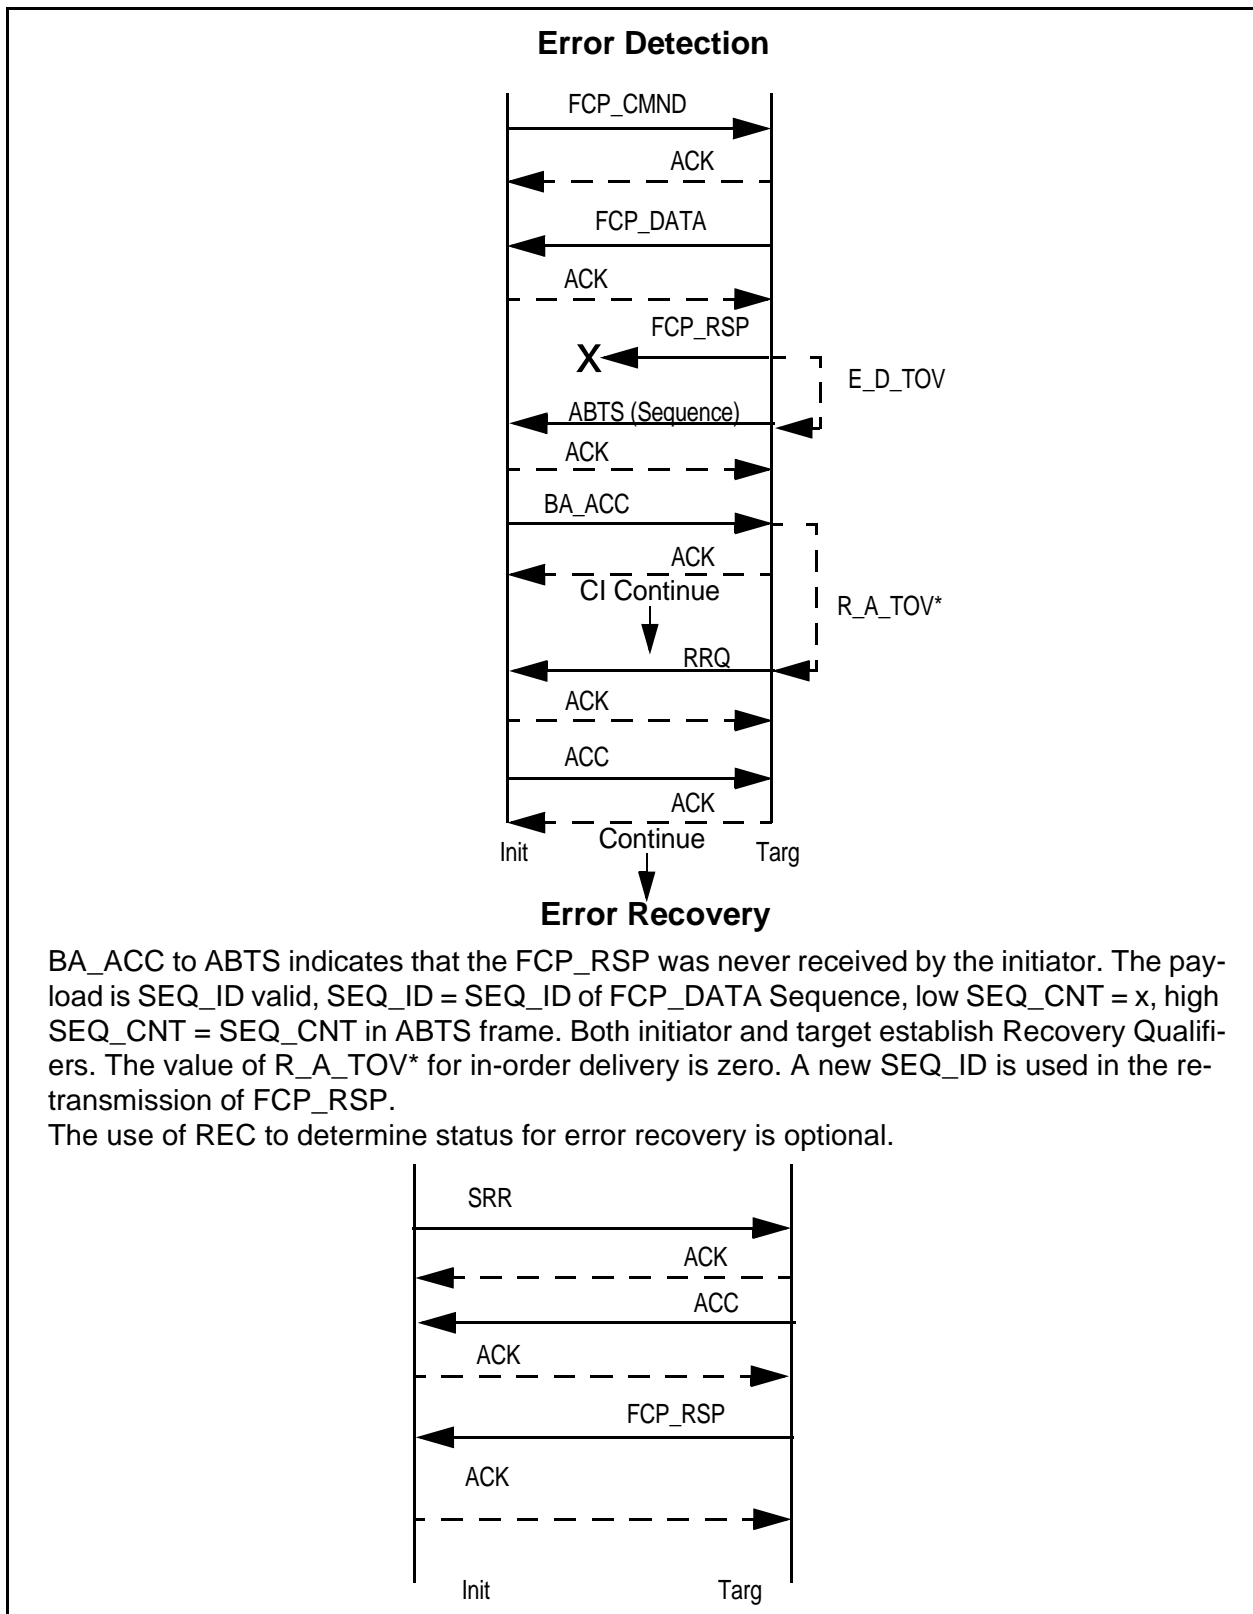 Error Detection
FCP_CMND
ACK
FCP_DATA
ACK
FCP_RSP
X
E_D_TOV
ABTS (Sequence)
ACK
BA_ACC
ACK
CI Continue
R_A_TOV*
RRQ
ACK
ACC
ACK
Continue
Init
Targ
Error Recovery
BA_ACC to ABTS indicates that the FCP_RSP was never received by the initiator. The pay-
load is SEQ_ID valid, SEQ_ID = SEQ_ID of FCP_DATA Sequence, low SEQ_CNT = x, high
SEQ_CNT = SEQ_CNT in ABTS frame. Both initiator and target establish Recovery Qualifi-
ers. The value of R_A_TOV* for in-order delivery is zero. A new SEQ_ID is used in the re-
transmission of FCP_RSP.
The use of REC to determine status for error recovery is optional.
SRR
ACK
ACC
ACK
FCP_RSP
ACK
Init
Targ